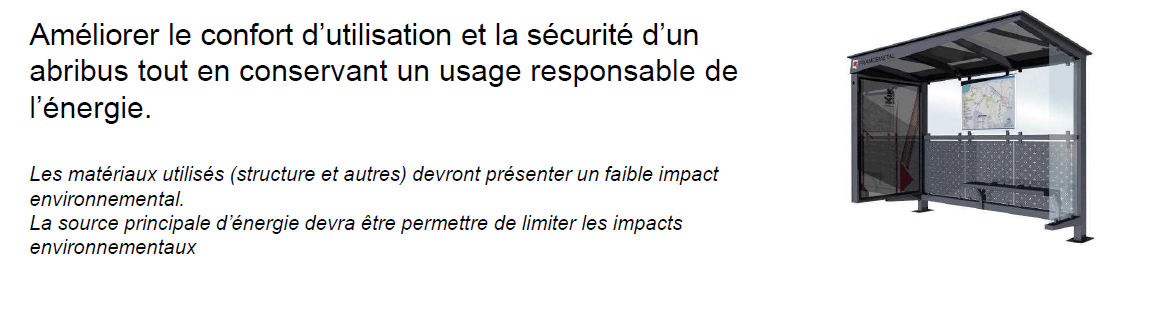 Améliorer le confort d’utilisation et la sécurité d’un
abribus tout en conservant un usage responsable de
l’énergie.
Les matériaux utilisés (structure et autres) devront présenter un faible impact
environnemental.
La source principale d’énergie devra être permettre de limiter les impacts
environnementaux
FRANCEMETAL